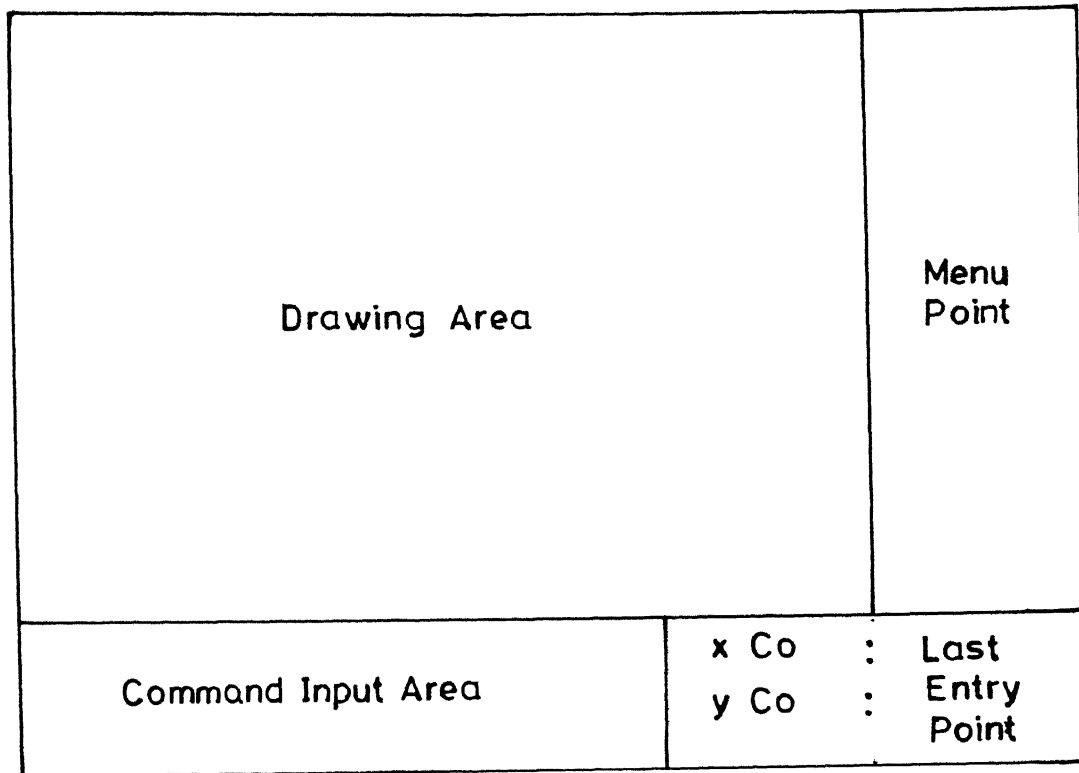 Drawing Area
Menu
Point
Command Input Area
x Co :
y Co :
Last
Entry
Point